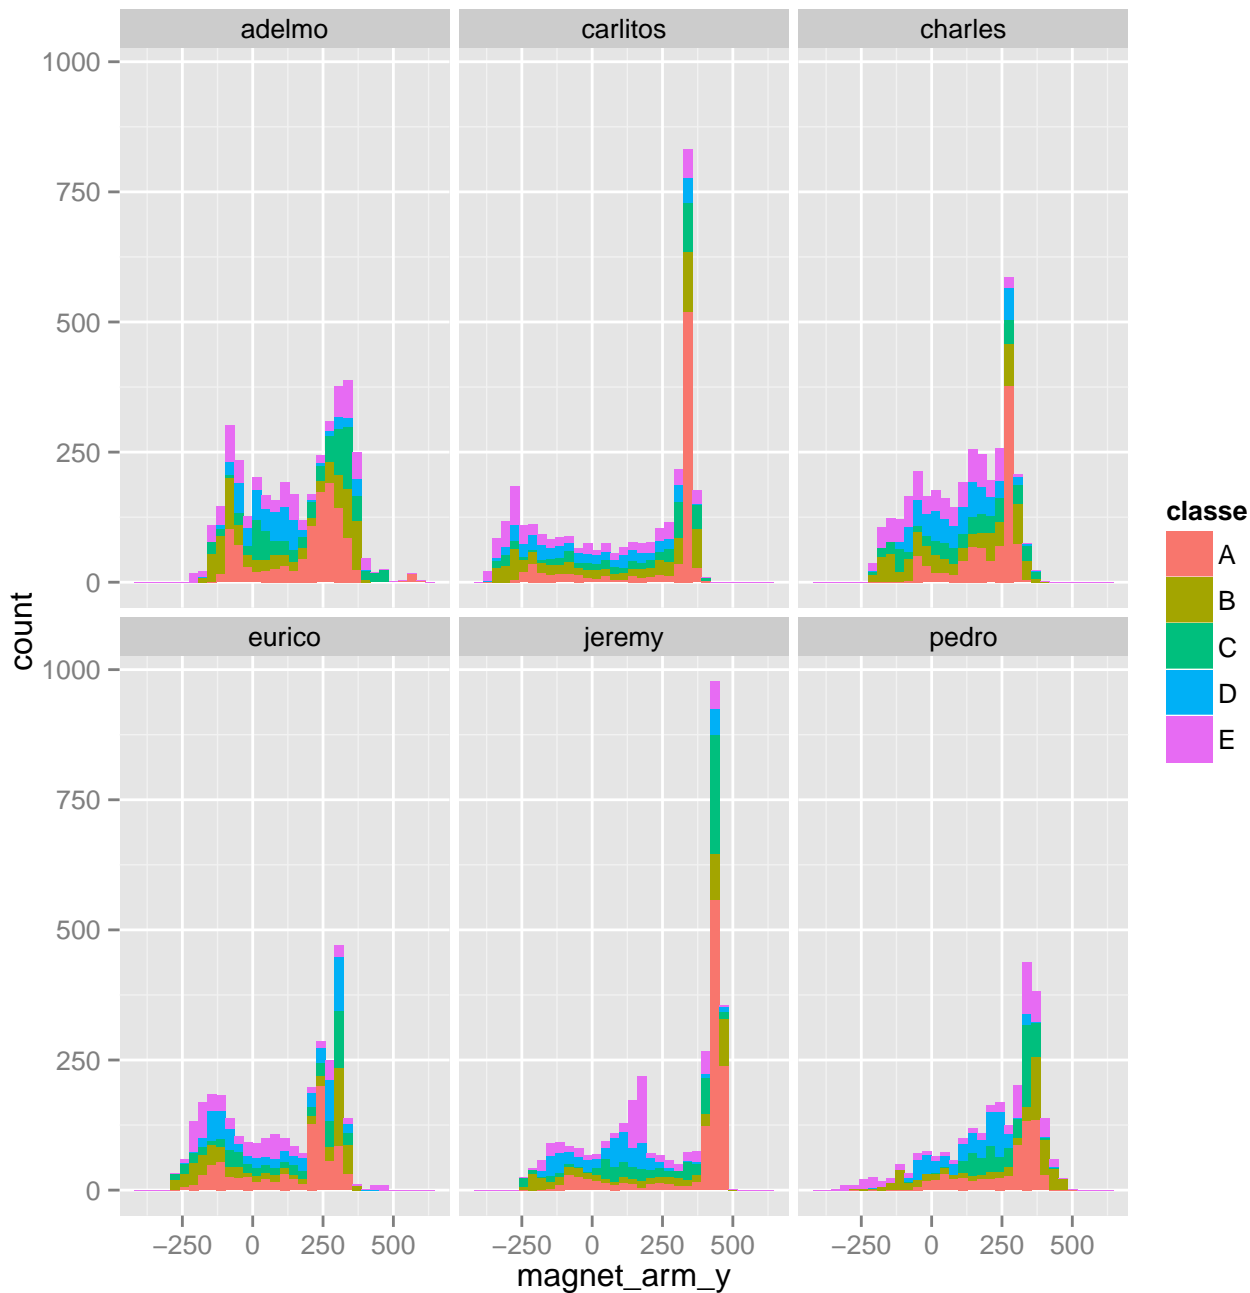 adelmo carlitos charles
1000
750
500
250
0
eurico jeremy pedro
1000
750
500
250
0
−250 0 250 500 −250 0 250 500 −250 0 250 500
magnet_arm_y
count
classe
A
B
C
D
E